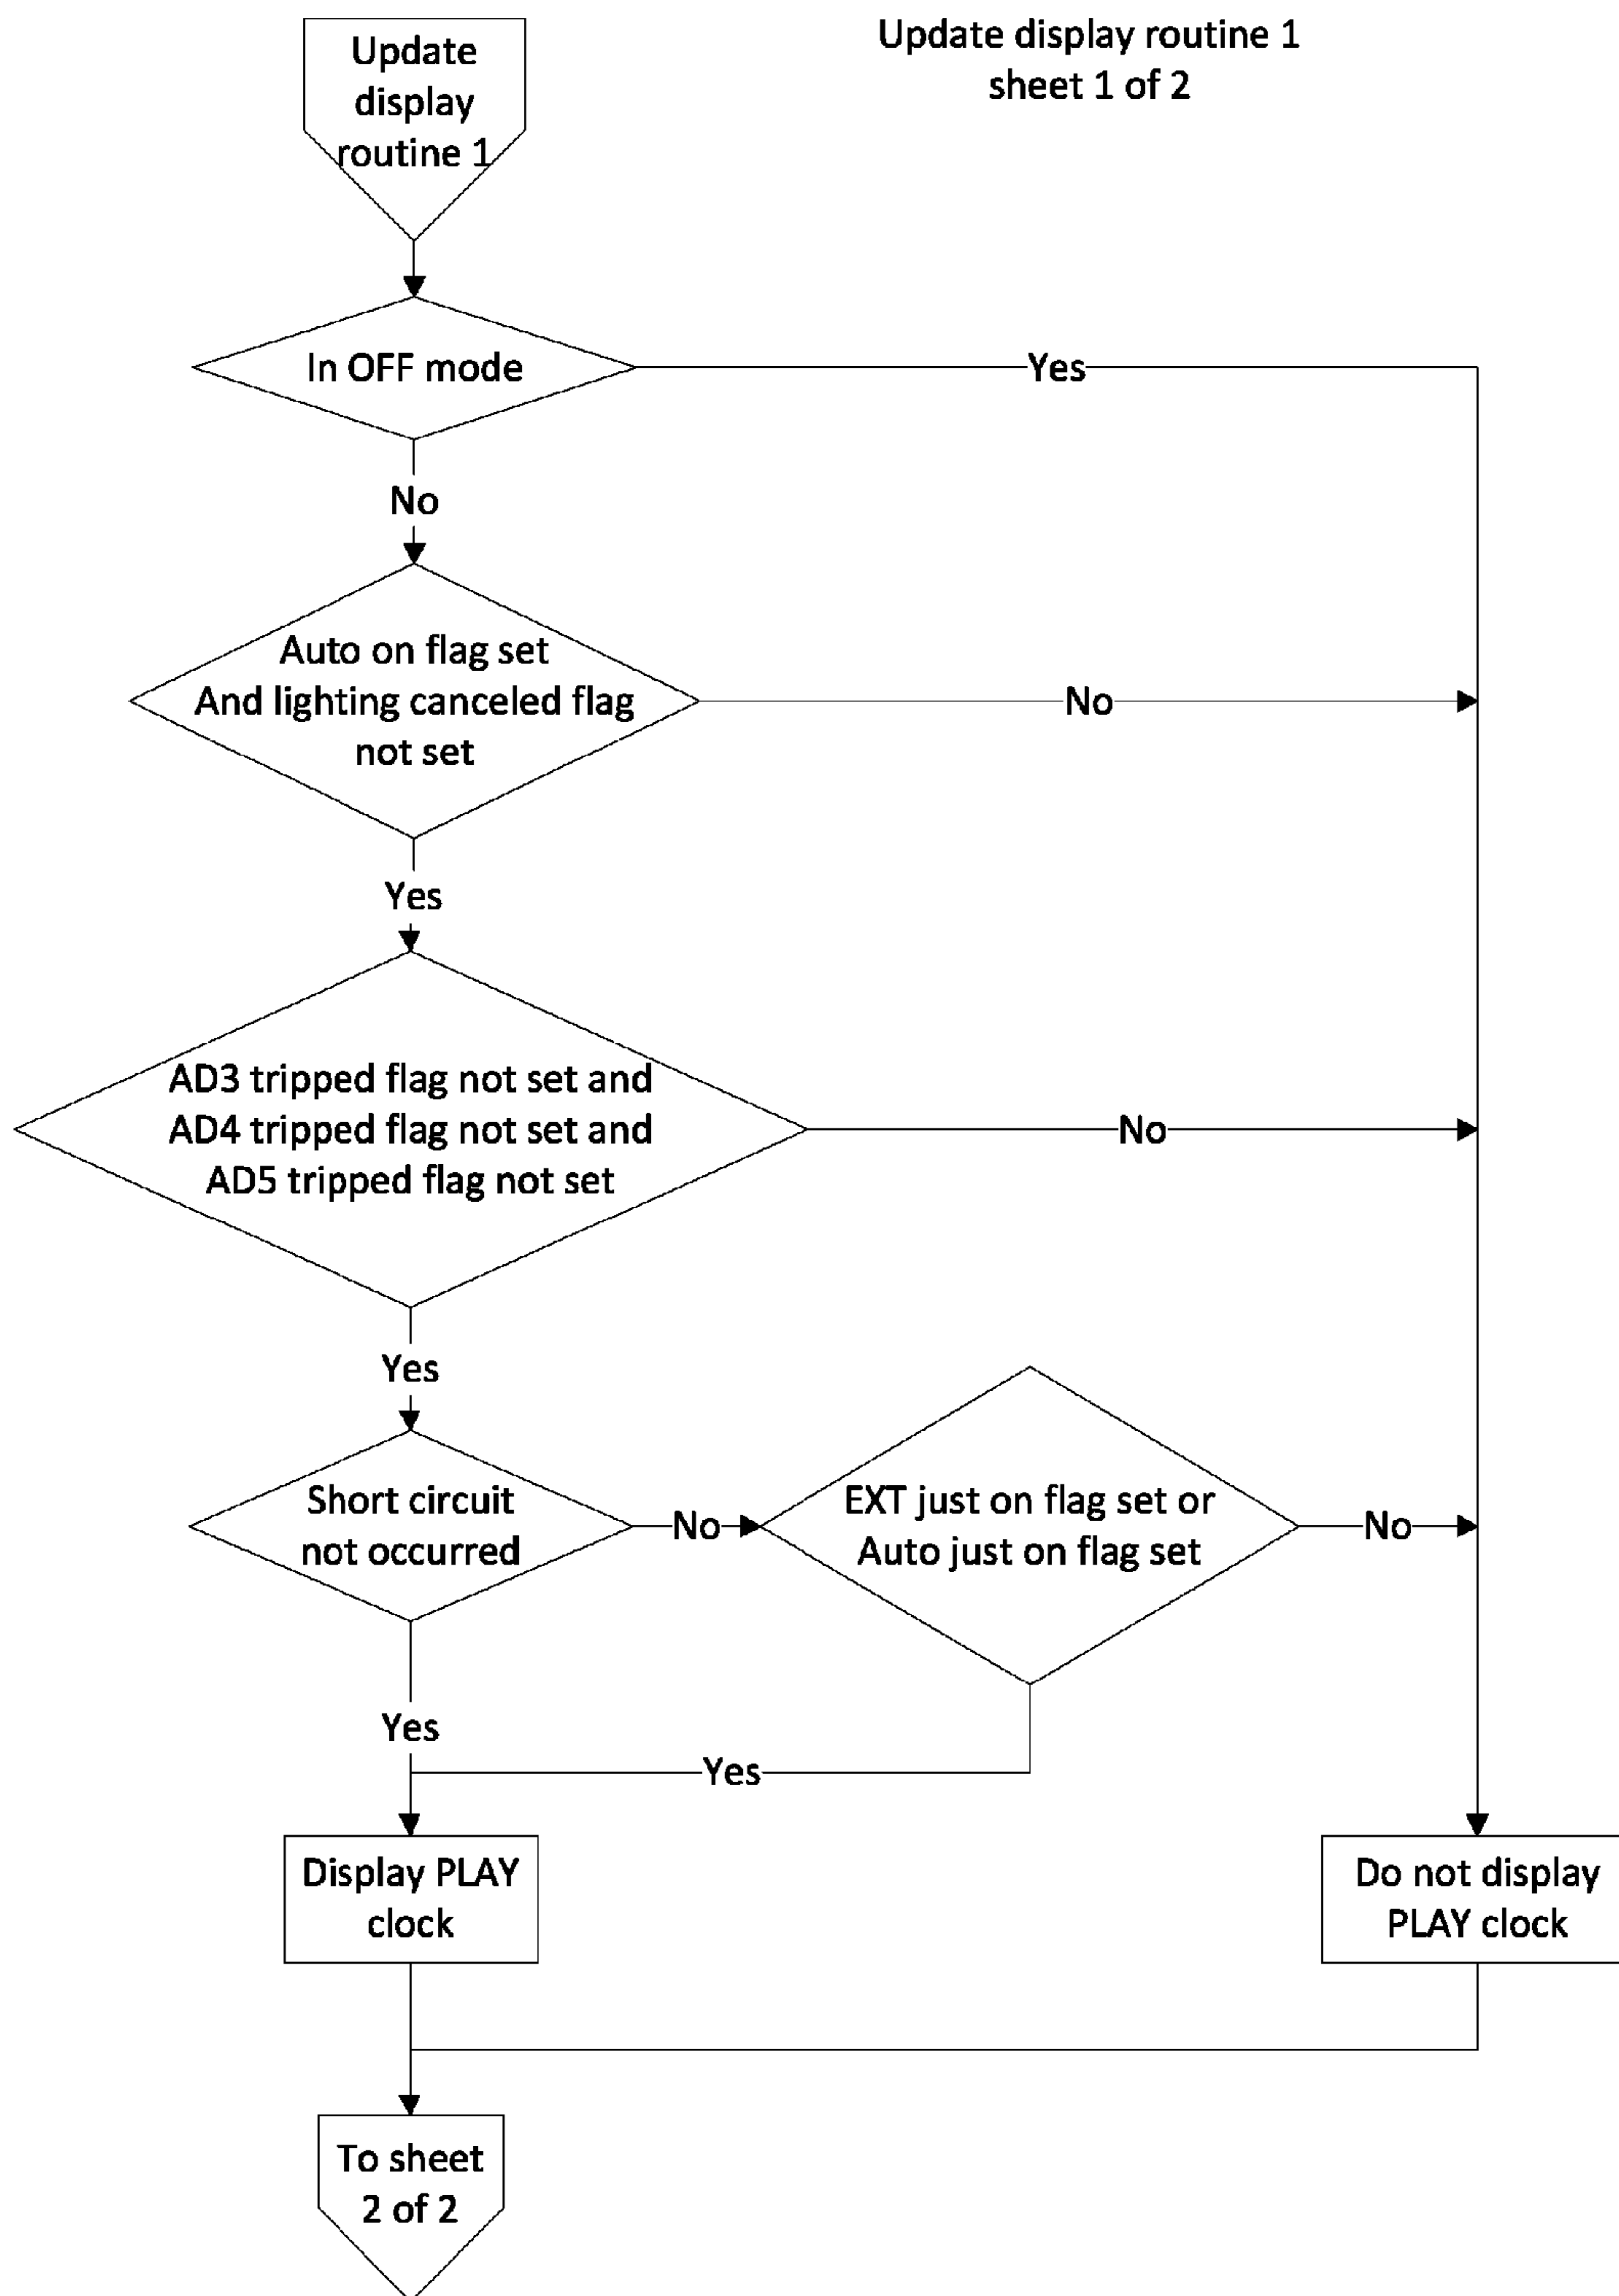 Update display routine 1
sheet 1 of 2
Update
display
routine 1
In OFF mode
Yes
No
Auto on flag set
And lighting canceled flag
not set
No
Yes
AD3 tripped flag not set and
AD4 tripped flag not set and
AD5 tripped flag not set
No
Yes
Short circuit
not occurred
No
EXT just on flag set or
Auto just on flag set
No
Yes
Yes
Display PLAY
clock
Do not display
PLAY clock
To sheet
2 of 2